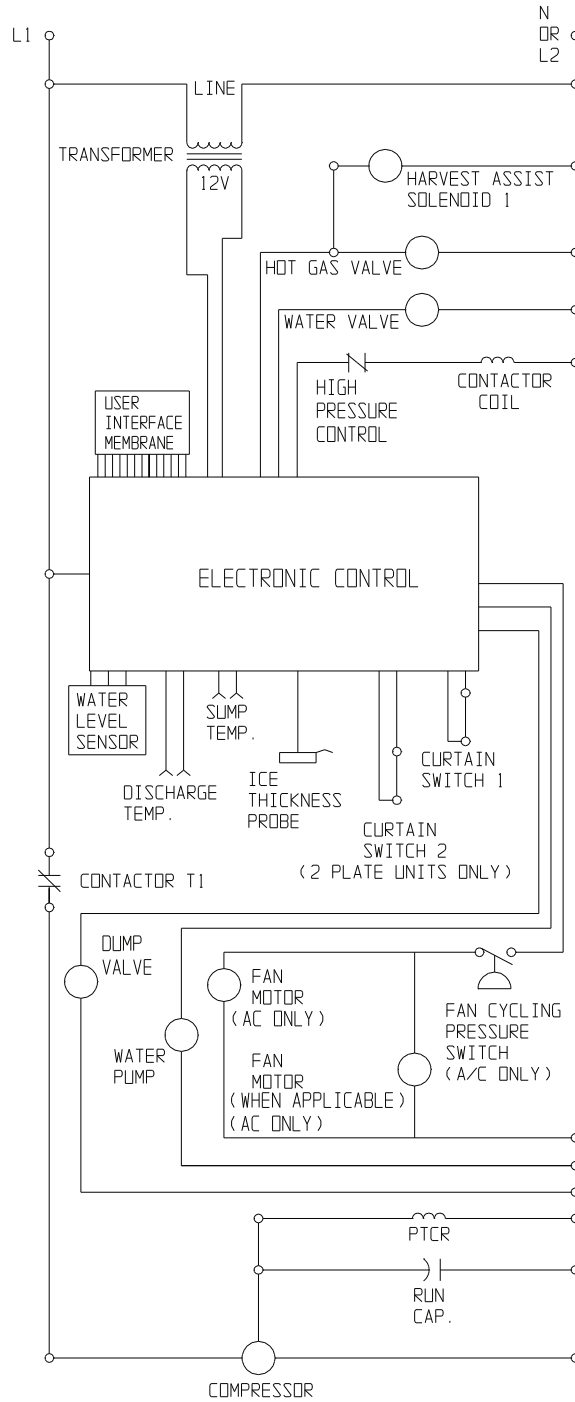 N
L1
OR
L2
LINE
TRANSFORMER
12V
HARVEST ASSIST
SOLENOID 1
HOT GAS VALVE
WATER VALVE
HIGH
PRESSURE
CONTROL
CONTACTOR
COIL
USER
INTERFACE
MEMBRANE
ELECTRONIC CONTROL
WATER
LEVEL
SENSOR
SUMP
TEMP.
DISCHARGE
TEMP.
ICE
THICKNESS
PROBE
CURTAIN
SWITCH 1
CURTAIN
SWITCH 2
(2 PLATE UNITS ONLY)
CONTACTOR T1
DUMP
VALVE
FAN
MOTOR
(AC ONLY)
FAN CYCLING
PRESSURE
SWITCH
(A/C ONLY)
WATER
PUMP
FAN
MOTOR
(WHEN APPLICABLE)
(AC ONLY)
PTCR
RUN
CAP.
COMPRESSOR